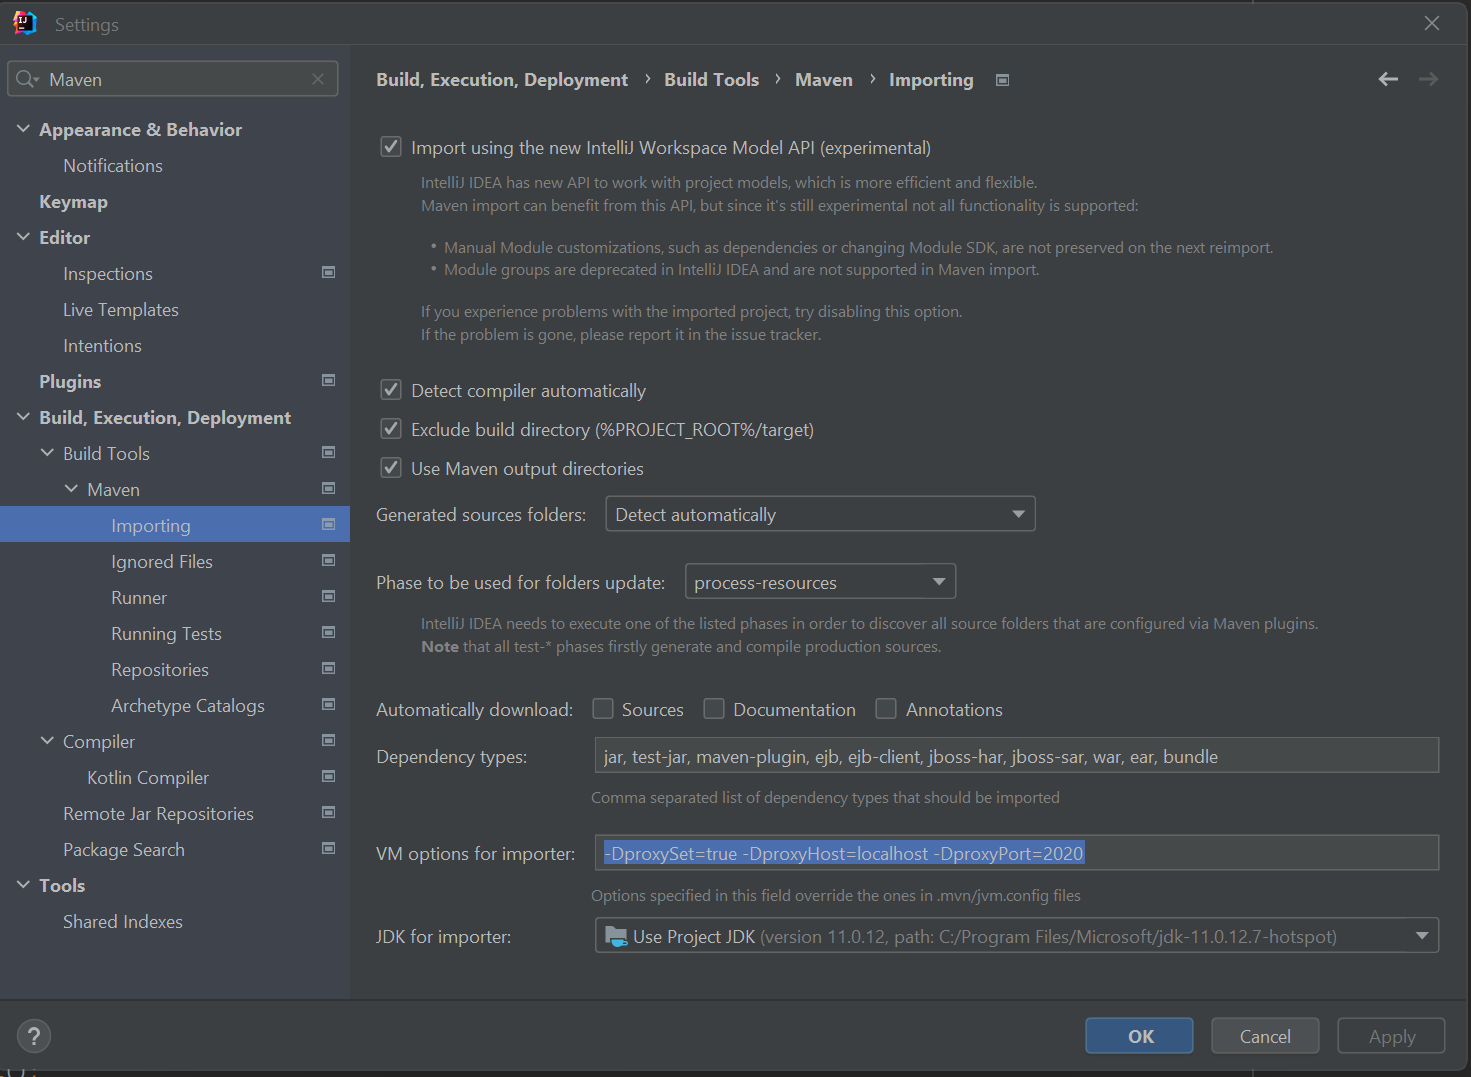 Settings
Maven
Appearance & Behavior
Notifications
Keymap
Editor
Inspections
Live Templates
Intentions
Plugins
Build, Execution, Deployment
Build Tools
Maven
Importing
Ignored Files
Runner
Running Tests
Repositories
Archetype Catalogs
Compiler
Kotlin Compiler
Remote Jar Repositories
Package Search
Tools
Shared Indexes
Build, Execution, Deployment › Build Tools › Maven › Importing
Import using the new IntelliJ Workspace Model API (experimental)
IntelliJ IDEA has new API to work with project models, which is more efficient and flexible.
Maven import can benefit from this API, but since it's still experimental not all functionality is supported:
• Manual Module customizations, such as dependencies or changing Module SDK, are not preserved on the next reimport.
• Module groups are deprecated in IntelliJ IDEA and are not supported in Maven import.
If you experience problems with the imported project, try disabling this option.
If the problem is gone, please report it in the issue tracker.
Detect compiler automatically
Exclude build directory (%PROJECT_ROOT%/target)
Use Maven output directories
Generated sources folders: Detect automatically
Phase to be used for folders update: process-resources
IntelliJ IDEA needs to execute one of the listed phases in order to discover all source folders that are configured via Maven plugins.
Note that all test-* phases firstly generate and compile production sources.
Automatically download: Sources Documentation Annotations
Dependency types: jar, test-jar, maven-plugin, ejb, ejb-client, jboss-har, jboss-sar, war, ear, bundle
Comma separated list of dependency types that should be imported
VM options for importer: -DproxySet=true -DproxyHost=localhost -DproxyPort=2020
Options specified in this field override the ones in .mvn/jvm.config files
JDK for importer: Use Project JDK (version 11.0.12, path: C:/Program Files/Microsoft/jdk-11.0.12.7-hotspot)
? OK Cancel Apply